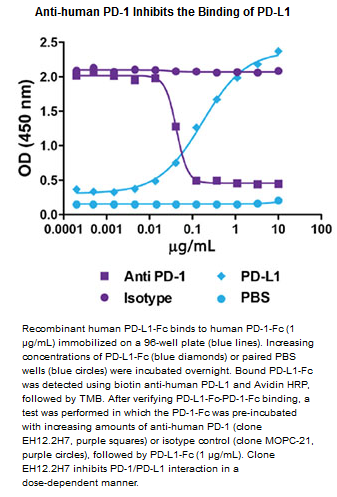 Anti-human PD-1 Inhibits the Binding of PD-L1
OD (450 nm)
2.5
2.0
1.5
1.0
0.5
0.0
0.0001 0.001 0.01 0.1 1 10 100
µg/mL
Anti PD-1 PD-L1
Isotype PBS
Recombinant human PD-L1-Fc binds to human PD-1-Fc (1
µg/mL) immobilized on a 96-well plate (blue lines). Increasing
concentrations of PD-L1-Fc (blue diamonds) or paired PBS
wells (blue circles) were incubated overnight. Bound PD-L1-Fc
was detected using biotin anti-human PD-L1 and Avidin HRP,
followed by TMB. After verifying PD-L1-Fc-PD-1-Fc binding, a
test was performed in which the PD-1-Fc was pre-incubated
with increasing amounts of anti-human PD-1 (clone
EH12.2H7, purple squares) or isotype control (clone MOPC-21,
purple circles), followed by PD-L1-Fc (1 µg/mL). Clone
EH12.2H7 inhibits PD-1/PD-L1 interaction in a
dose-dependent manner.